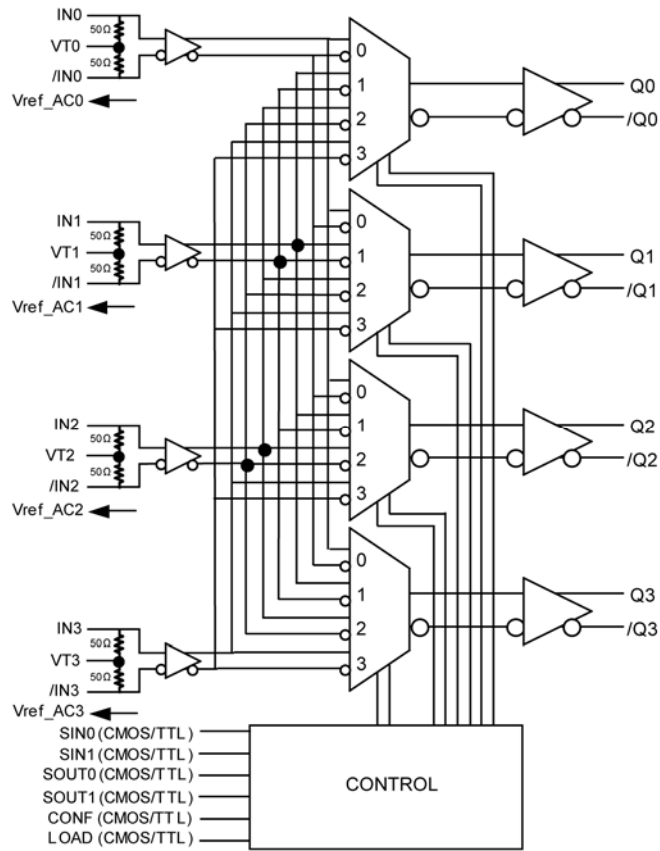 IN0
50Ω
VT0
50Ω
/IN0
Vref_AC0
0
1
2
3
Q0
/Q0
IN1
50Ω
VT1
50Ω
/IN1
Vref_AC1
0
1
2
3
Q1
/Q1
IN2
50Ω
VT2
50Ω
/IN2
Vref_AC2
0
1
2
3
Q2
/Q2
IN3
50Ω
VT3
50Ω
/IN3
Vref_AC3
0
1
2
3
Q3
/Q3
SIN0 (CMOS/TTL)
SIN1 (CMOS/TTL)
SOUT0 (CMOS/TTL)
SOUT1 (CMOS/TTL)
CONF (CMOS/TTL)
LOAD (CMOS/TTL)
CONTROL